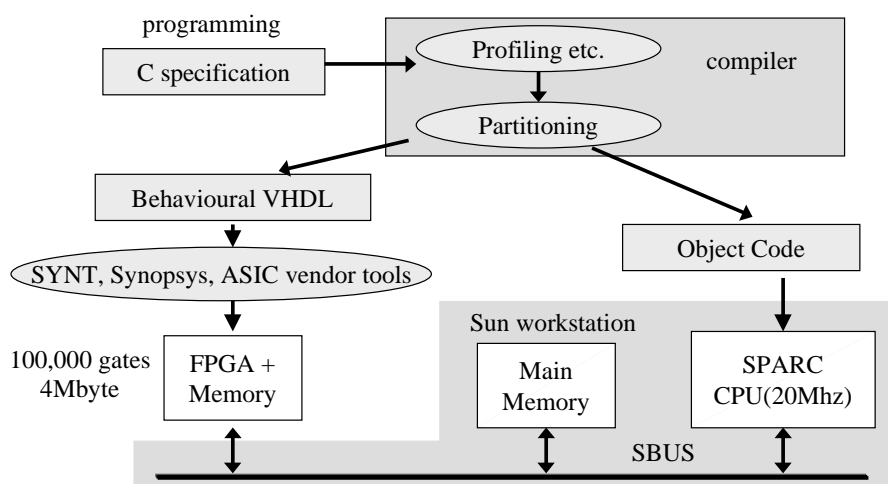 programming
C specification
Profiling etc.
compiler
Partitioning
Behavioural VHDL
Object Code
SYNT, Synopsys, ASIC vendor tools
Sun workstation
100,000 gates
4Mbyte
FPGA +
Memory
Main
Memory
SPARC
CPU(20Mhz)
SBUS